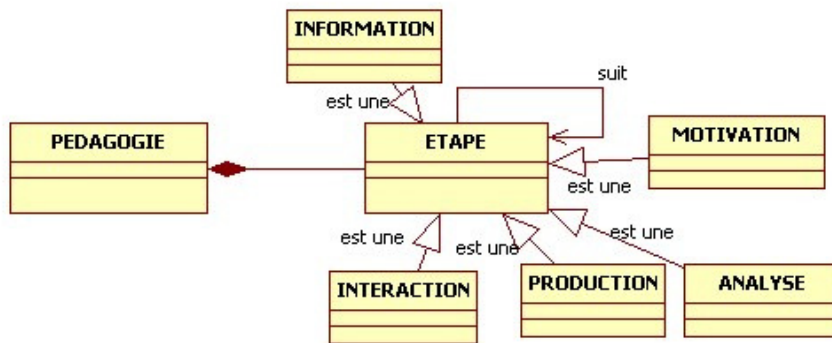 INFORMATION
suit
est une
PEDAGOGIE
ETAPE
MOTIVATION
est une
est une
est une
est une
INTERACTION
PRODUCTION
ANALYSE